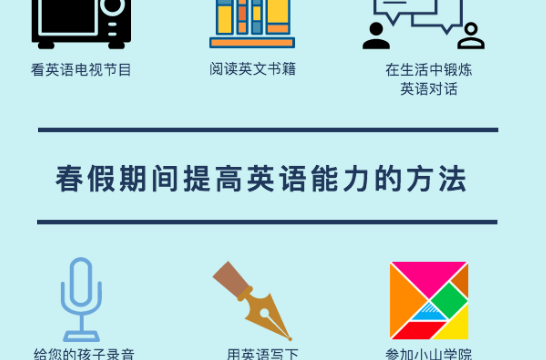 看英语电视节目
阅读英文书籍
在生活中锻炼
英语对话
春假期间提高英语能力的方法
给您的孩子录音
用英语写下
参加小山学院